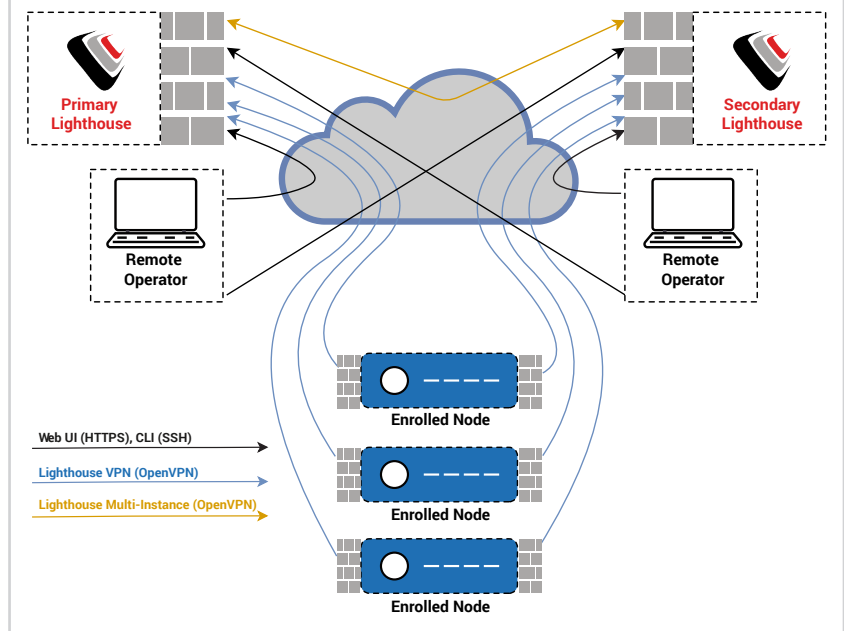 Primary
Lighthouse
Secondary
Lighthouse
Remote
Operator
Remote
Operator
Enrolled Node
Web UI (HTTPS), CLI (SSH)
Lighthouse VPN (OpenVPN)
Lighthouse Multi-Instance (OpenVPN)
Enrolled Node
Enrolled Node